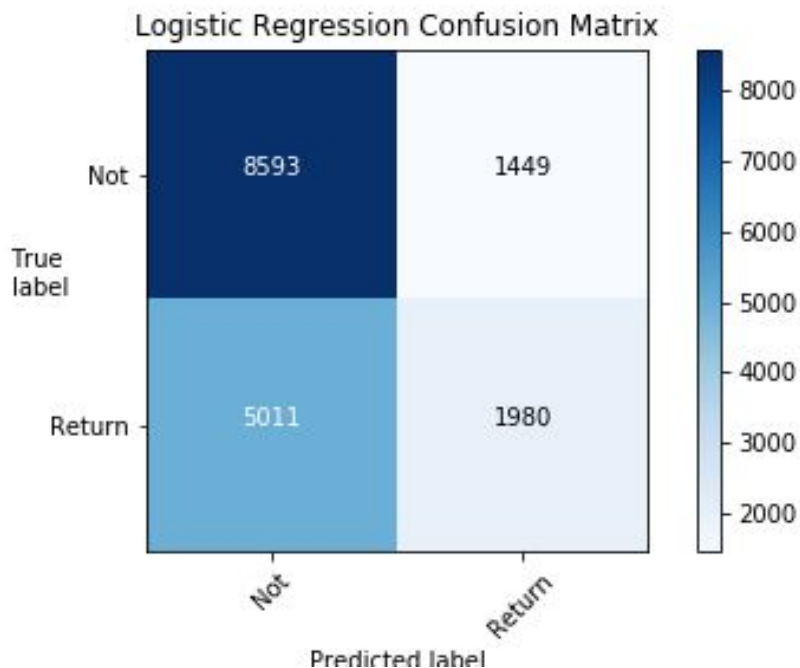 Logistic Regression Confusion Matrix
Not
8593
1449
True
label
Return
5011
1980
Not
Return
Predicted label
8000
7000
6000
5000
4000
3000
2000